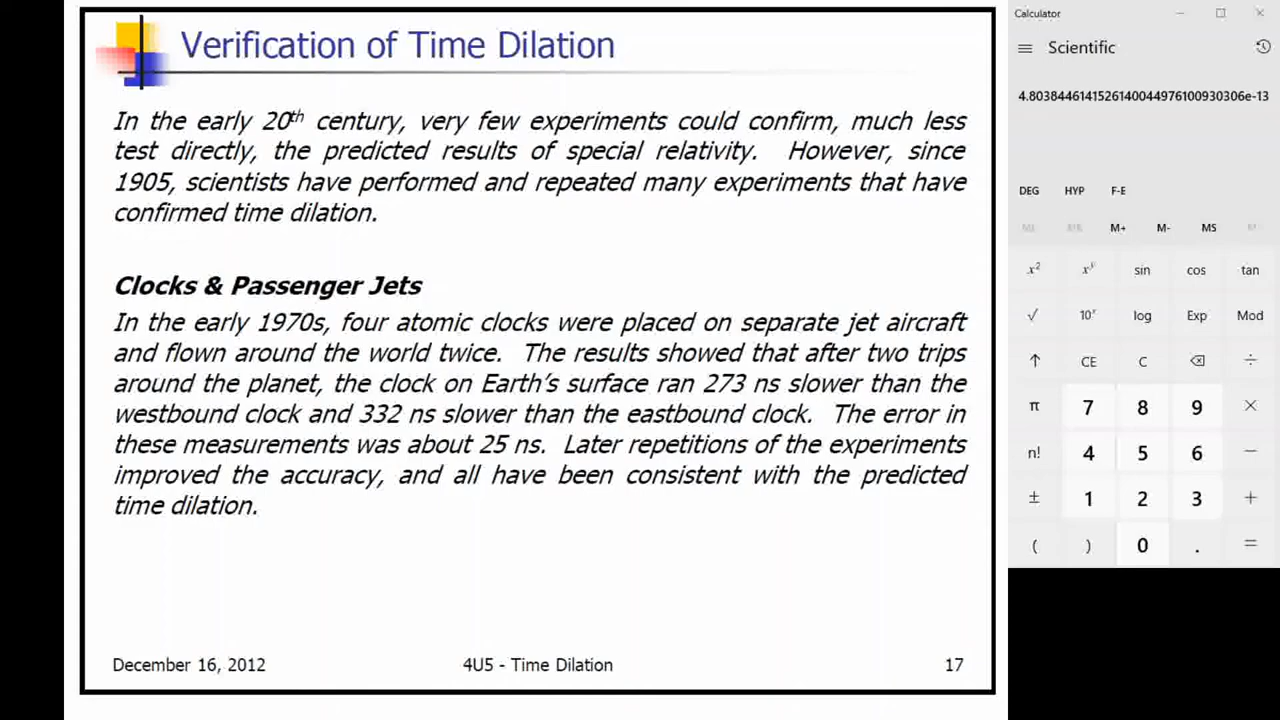 Verification of Time Dilation
In the early 20th century, very few experiments could confirm, much less
test directly, the predicted results of special relativity. However, since
1905, scientists have performed and repeated many experiments that have
confirmed time dilation.
Clocks & Passenger Jets
In the early 1970s, four atomic clocks were placed on separate jet aircraft
and flown around the world twice. The results showed that after two trips
around the planet, the clock on Earth's surface ran 273 ns slower than the
westbound clock and 332 ns slower than the eastbound clock. The error in
these measurements was about 25 ns. Later repetitions of the experiments
improved the accuracy, and all have been consistent with the predicted
time dilation.
December 16, 2012
4U5 - Time Dilation
17
Calculator
Scientific
4.8038446141526140044976100930306e-13
DEG HYP F-E
M+ M- MS
x² xʸ sin cos tan
√ 10ˣ log Exp Mod
↑ CE C ÷
π 7 8 9 ×
n! 4 5 6 −
± 1 2 3 +
( ) 0 . =